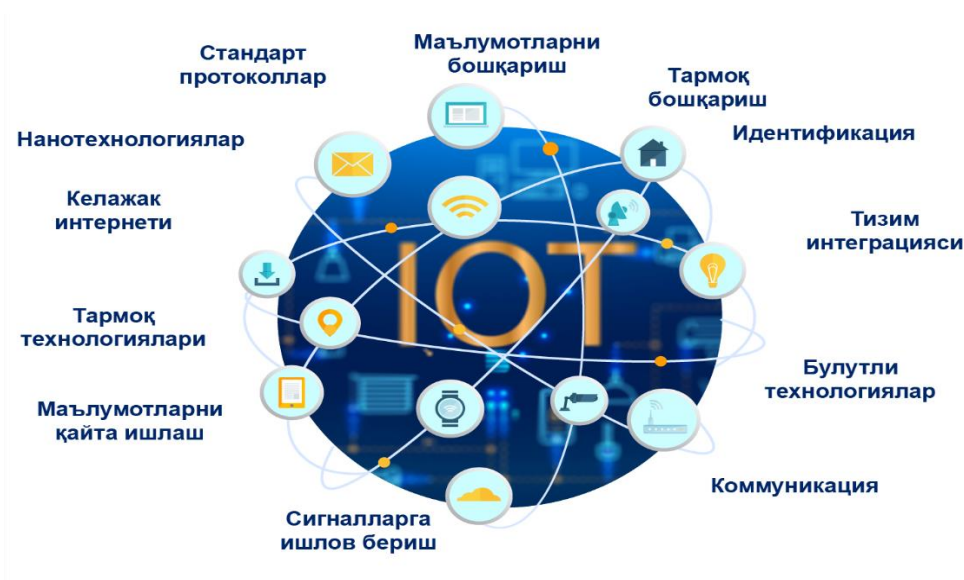 Стандарт
протоколлар
Маълумотларни
бошқариш
Тармоқ
бошқариш
Нанотехнологиялар
Идентификация
Келажак
интернети
Тизим
интеграцияси
IOT
Тармоқ
технологиялари
Булутли
технологиялар
Маълумотларни
қайта ишлаш
Коммуникация
Сигналларга
ишлов бериш